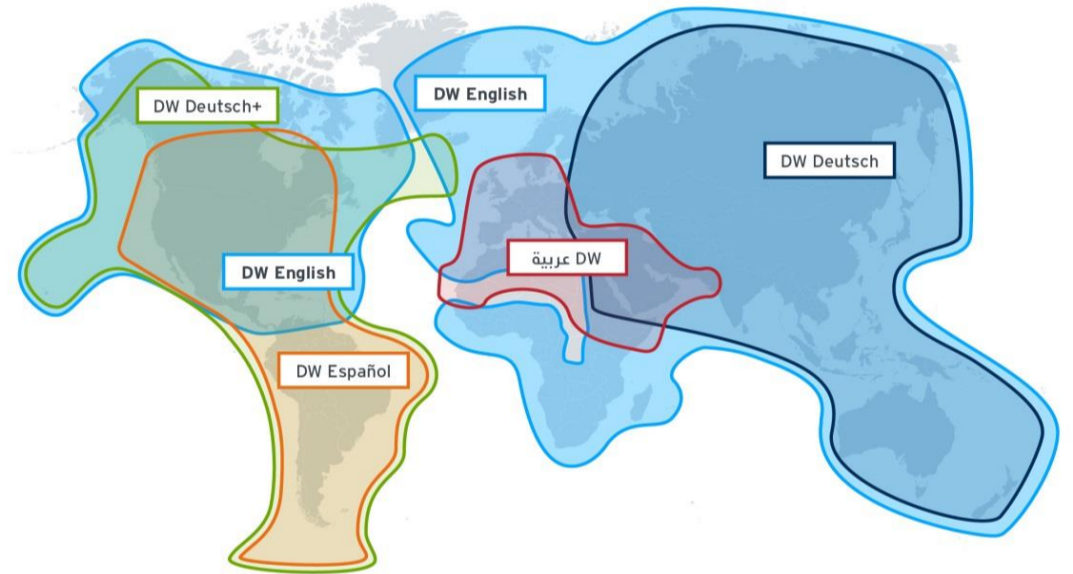 DW English
DW Deutsch+
DW Deutsch
DW English
DW عربية
DW Español